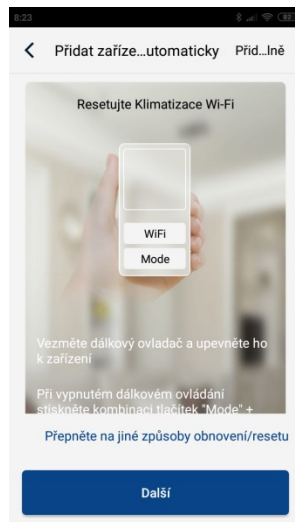 8:23
82
Přidat zaříze...utomaticky Přid...lně
Resetujte Klimatizace Wi-Fi
WiFi
Mode
Vezměte dálkový ovladač a upevněte ho
k zařízení
Při vypnutém dálkovém ovládání
stiskněte kombinaci tlačítek "Mode" +
Přepněte na jiné způsoby obnovení/resetu
Další